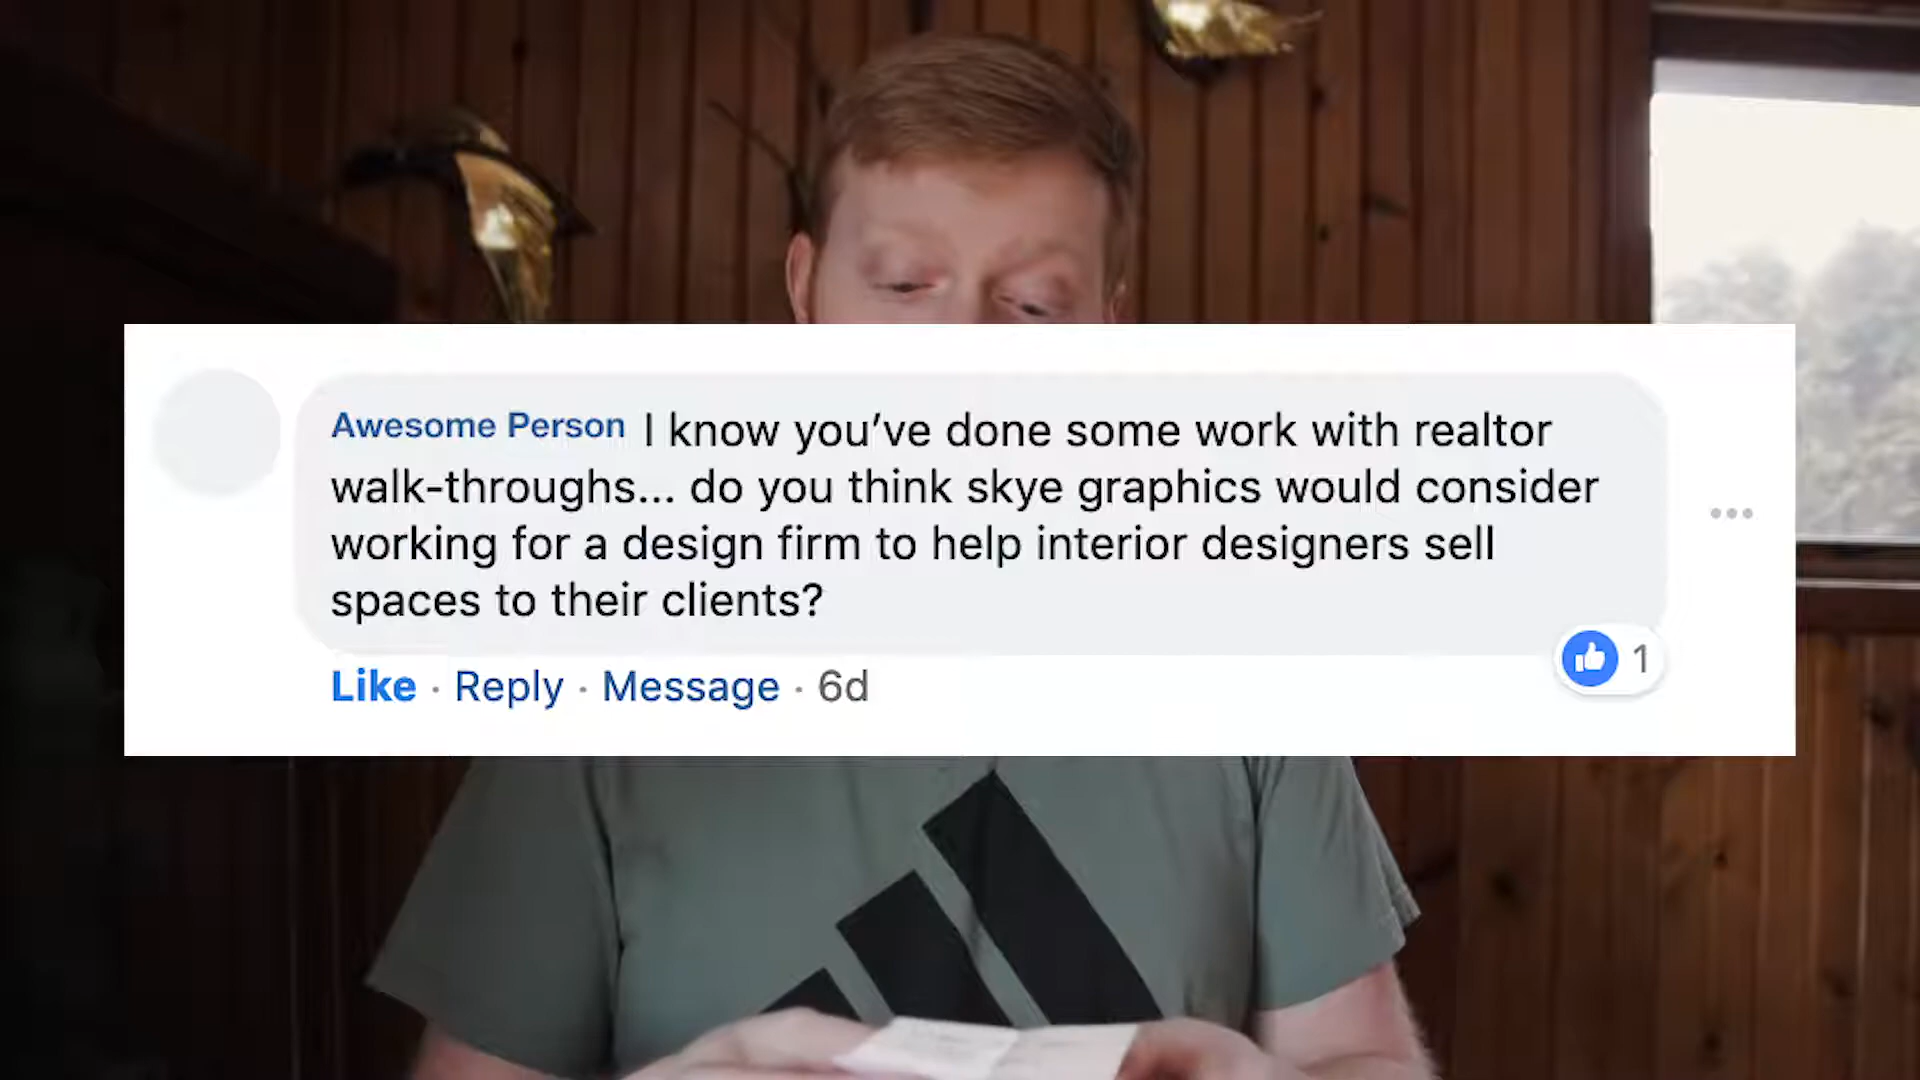 Awesome Person I know you’ve done some work with realtor
walk-throughs... do you think skye graphics would consider
working for a design firm to help interior designers sell
spaces to their clients?
1
Like · Reply · Message · 6d